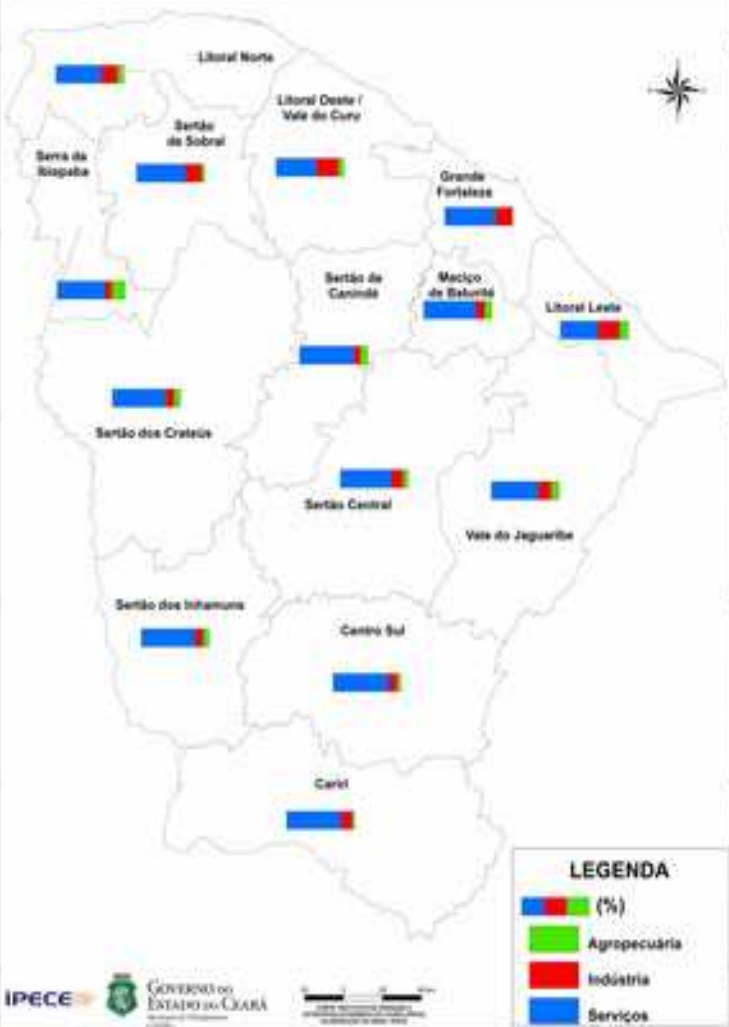 Litoral Norte
Litoral Oeste /
Vale do Curu
Sertão
de Sobral
Serra da
Ibiapaba
Grande
Fortaleza
Sertão de
Canindé
Maciço
de Baturité
Litoral Leste
Sertão dos Crateús
Sertão Central
Vale do Jaguaribe
Sertão dos Inhamuns
Centro Sul
Cariri
LEGENDA
(%)
Agropecuária
Indústria
Serviços
IPECE
GOVERNO DO
ESTADO DO CEARÁ